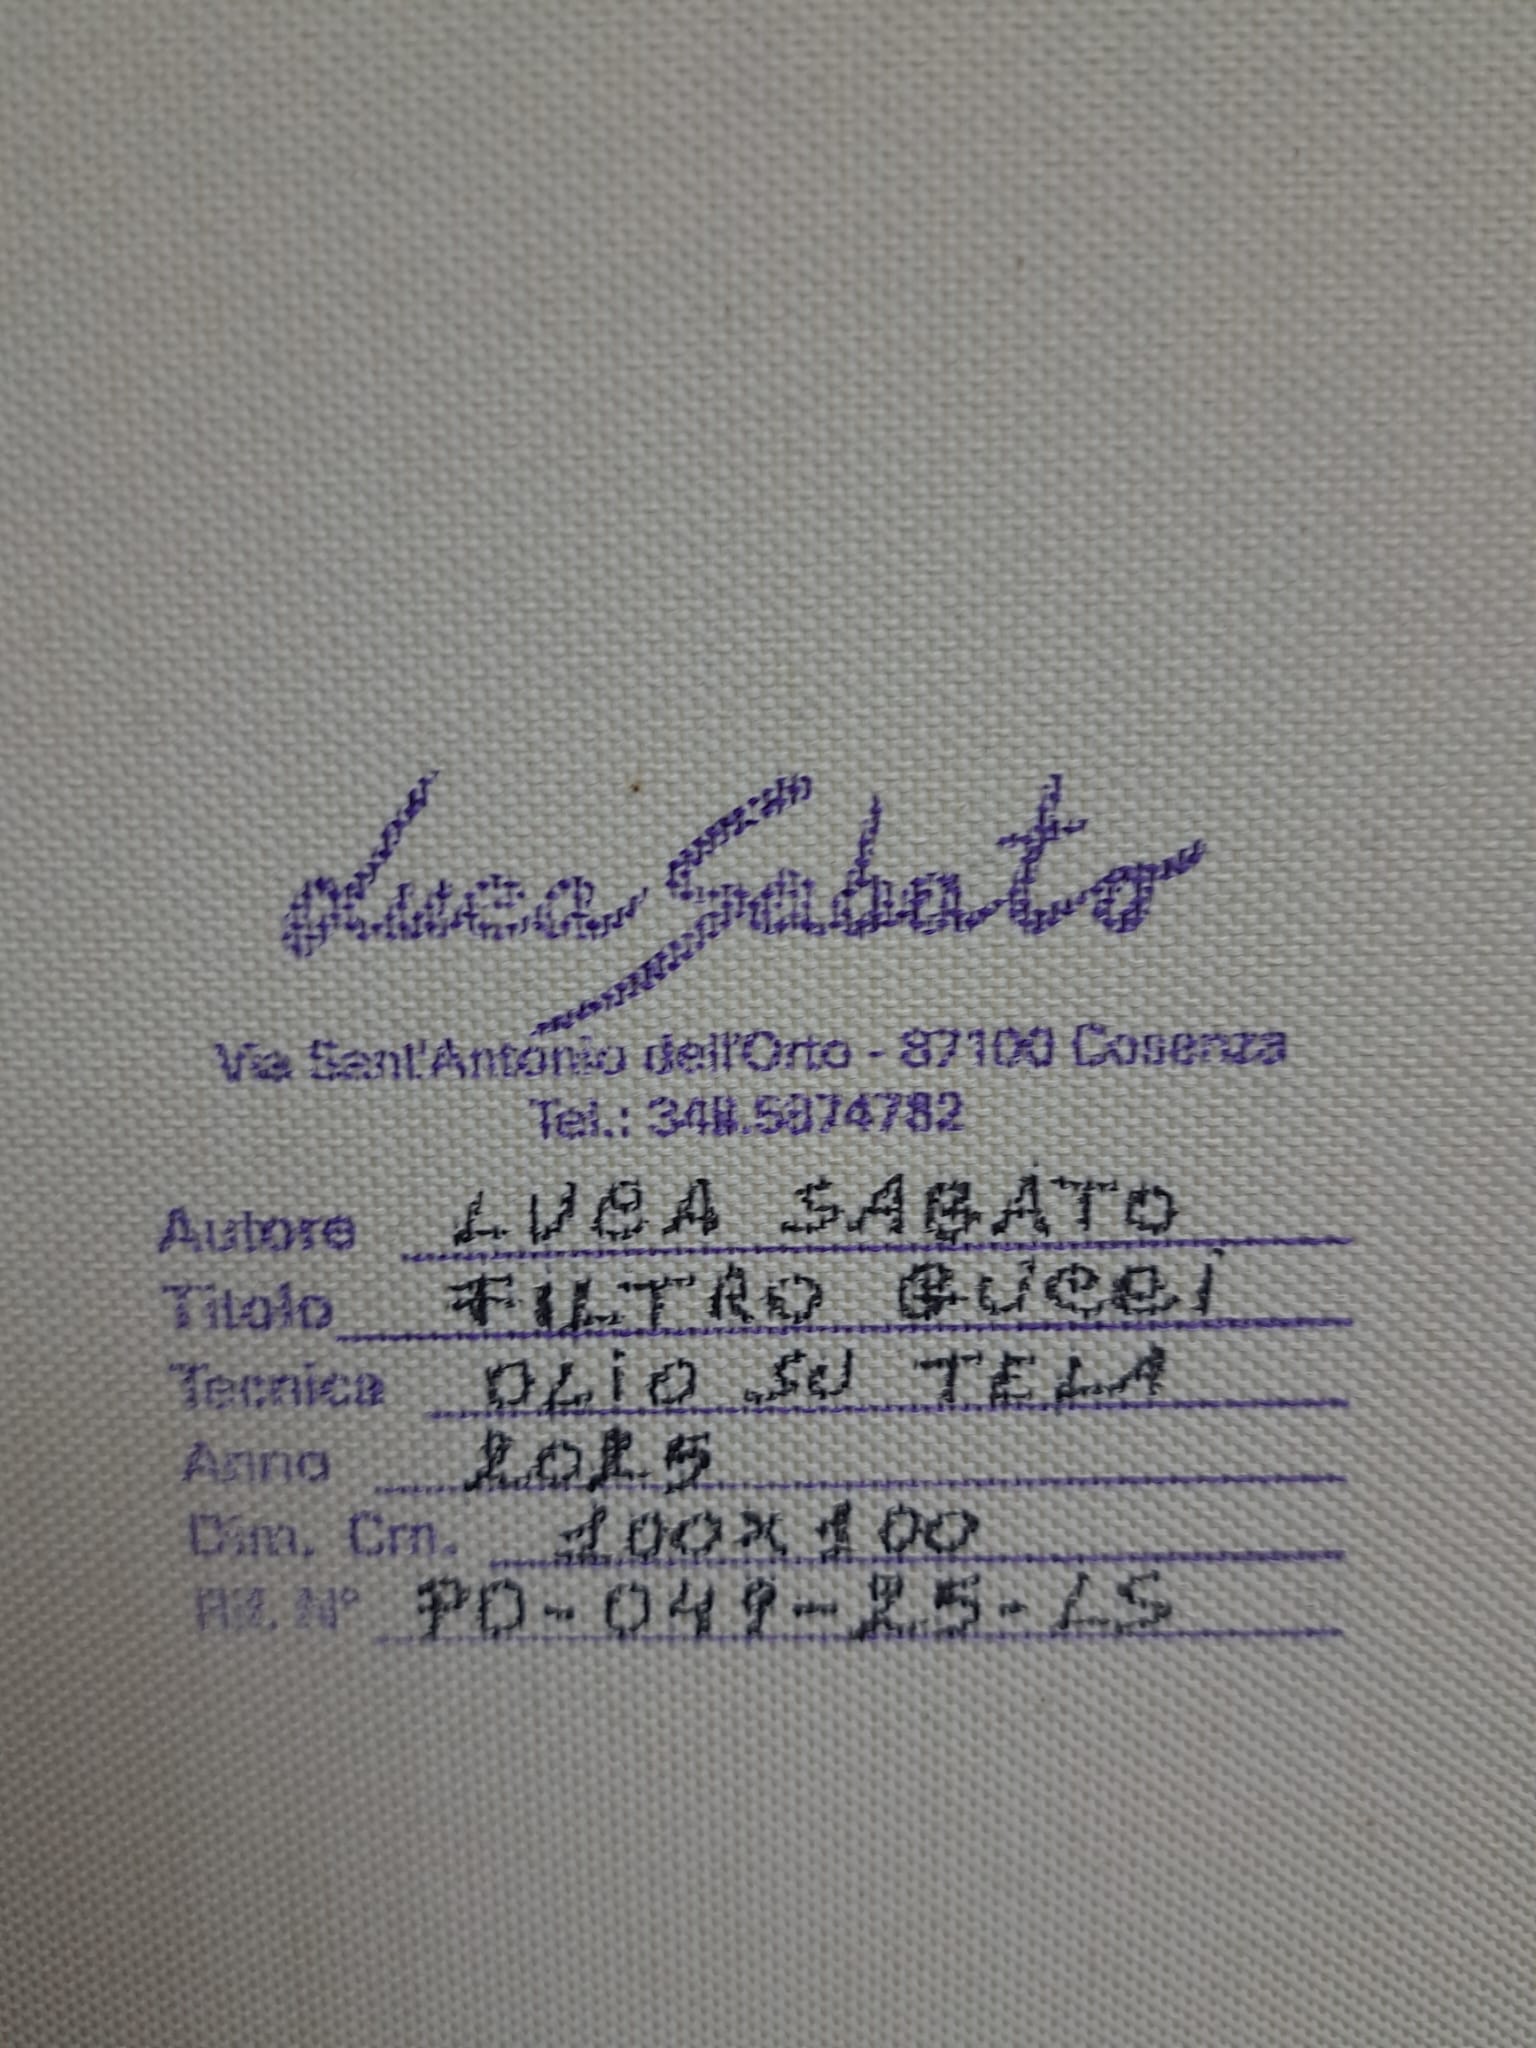 Luca Sabato
Via Sant'Antonio dell'Orto - 87100 Cosenza
Tel.: 348.5874782
Autore LUCA SABATO
Titolo FILTRO GUCCI
Tecnica OLIO SU TELA
Anno 2025
Dim. Cm. 100x100
Rif. N° PO-049-25-LS